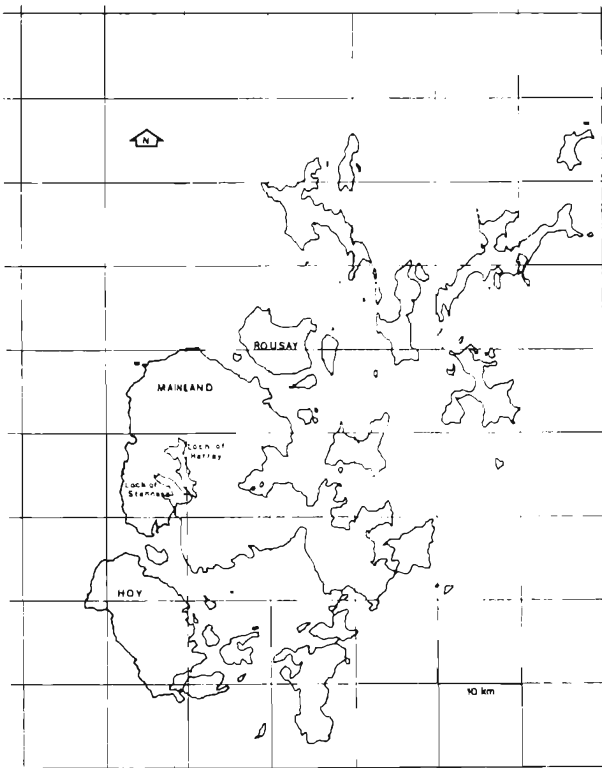 N
ROUSAY
MAINLAND
Loch of
Harray
Loch of
Stenness
HOY
10 km